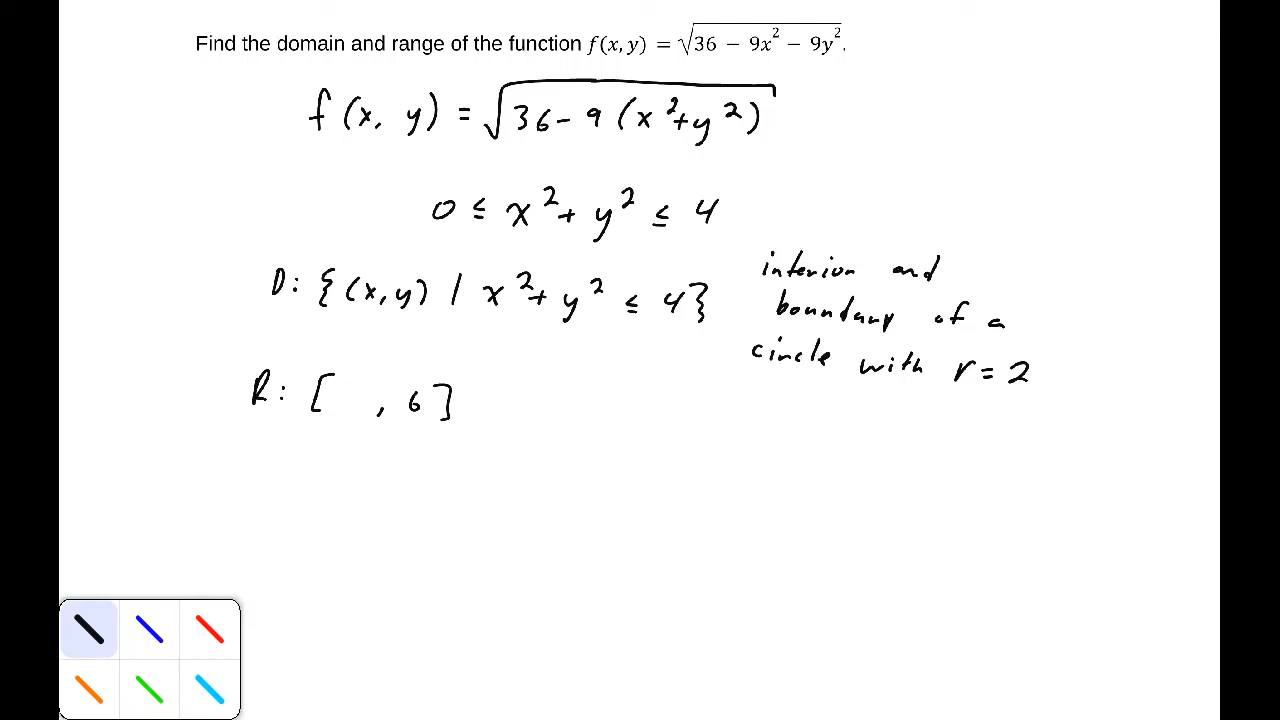 Find the domain and range of the function f(x, y) = √(36 − 9x² − 9y²).
f(x, y) = √(36 - 9(x²+y²))
0 ≤ x²+ y² ≤ 4
D: {(x,y) | x²+ y² ≤ 4}
interior and
boundary of a
circle with r = 2
R: [ , 6]